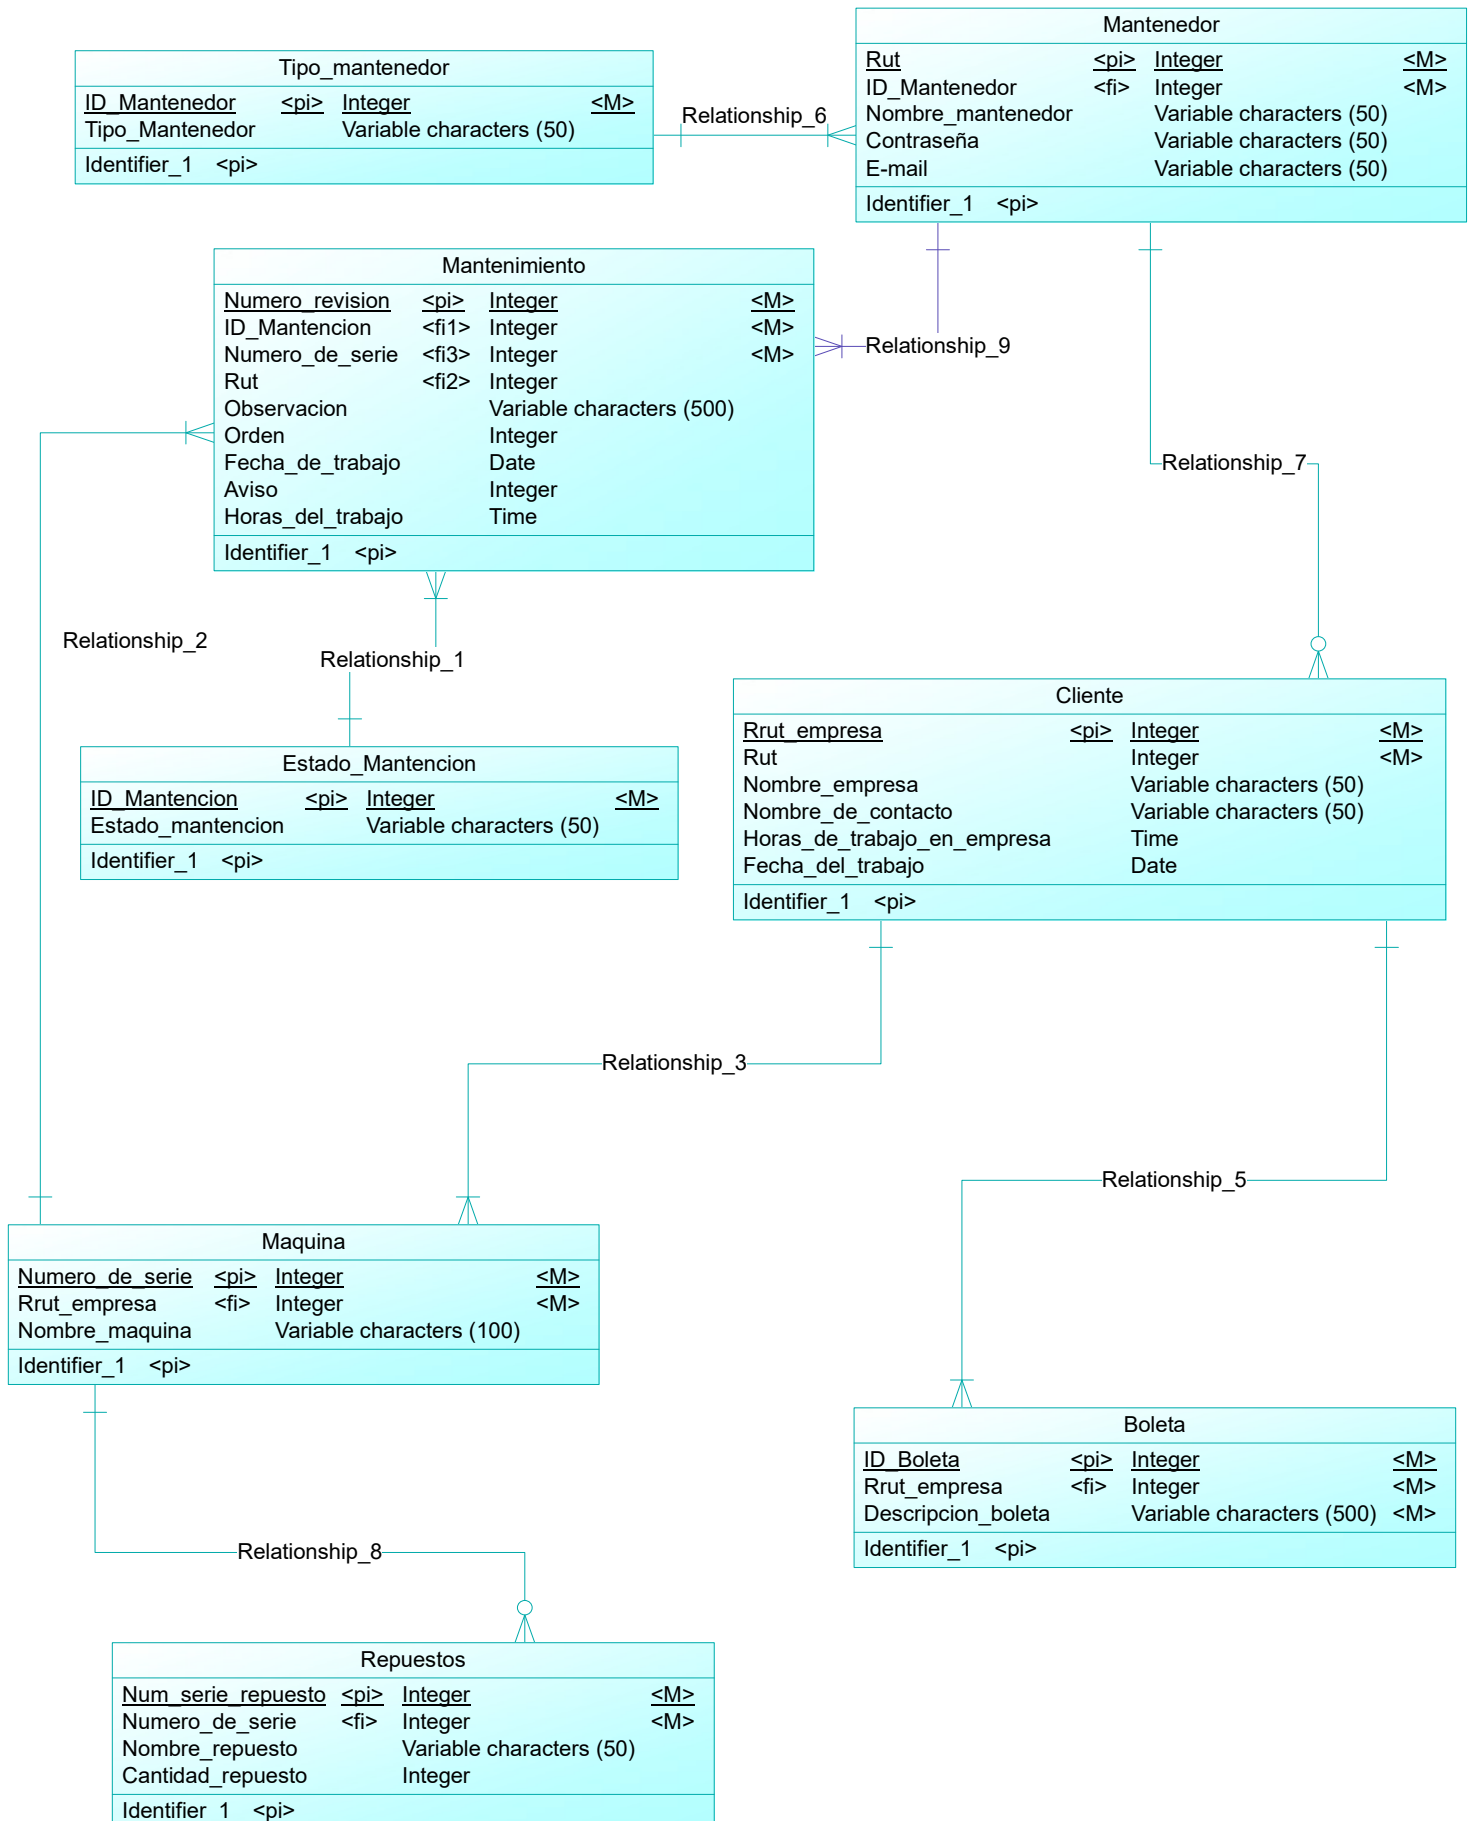 Tipo_mantenedor
ID_Mantenedor <pi> Integer <M>
Tipo_Mantenedor Variable characters (50)
Identifier_1 <pi>
Relationship_6
Mantenedor
Rut <pi> Integer <M>
ID_Mantenedor <fi> Integer <M>
Nombre_mantenedor Variable characters (50)
Contraseña Variable characters (50)
E-mail Variable characters (50)
Identifier_1 <pi>
Mantenimiento
Numero_revision <pi> Integer <M>
ID_Mantencion <fi1> Integer <M>
Numero_de_serie <fi3> Integer <M>
Rut <fi2> Integer
Observacion Variable characters (500)
Orden Integer
Fecha_de_trabajo Date
Aviso Integer
Horas_del_trabajo Time
Identifier_1 <pi>
Relationship_9
Relationship_7
Relationship_2
Relationship_1
Estado_Mantencion
ID_Mantencion <pi> Integer <M>
Estado_mantencion Variable characters (50)
Identifier_1 <pi>
Cliente
Rrut_empresa <pi> Integer <M>
Rut Integer <M>
Nombre_empresa Variable characters (50)
Nombre_de_contacto Variable characters (50)
Horas_de_trabajo_en_empresa Time
Fecha_del_trabajo Date
Identifier_1 <pi>
Relationship_3
Relationship_5
Maquina
Numero_de_serie <pi> Integer <M>
Rrut_empresa <fi> Integer <M>
Nombre_maquina Variable characters (100)
Identifier_1 <pi>
Boleta
ID_Boleta <pi> Integer <M>
Rrut_empresa <fi> Integer <M>
Descripcion_boleta Variable characters (500) <M>
Identifier_1 <pi>
Relationship_8
Repuestos
Num_serie_repuesto <pi> Integer <M>
Numero_de_serie <fi> Integer <M>
Nombre_repuesto Variable characters (50)
Cantidad_repuesto Integer
Identifier_1 <pi>